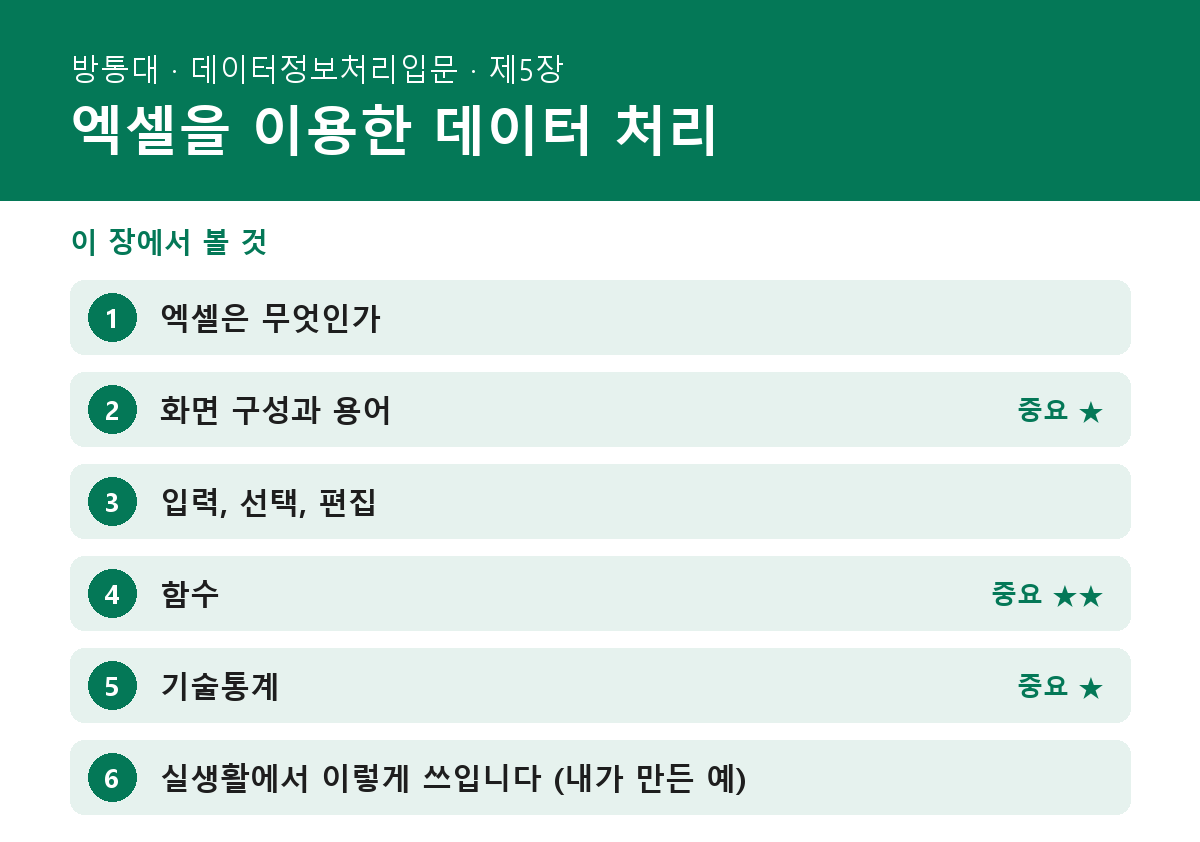 방통대 · 데이터정보처리입문 · 제5장
엑셀을 이용한 데이터 처리
이 장에서 볼 것
1 엑셀은 무엇인가
2 화면 구성과 용어 중요 ★
3 입력, 선택, 편집
4 함수 중요 ★★
5 기술통계 중요 ★
6 실생활에서 이렇게 쓰입니다 (내가 만든 예)